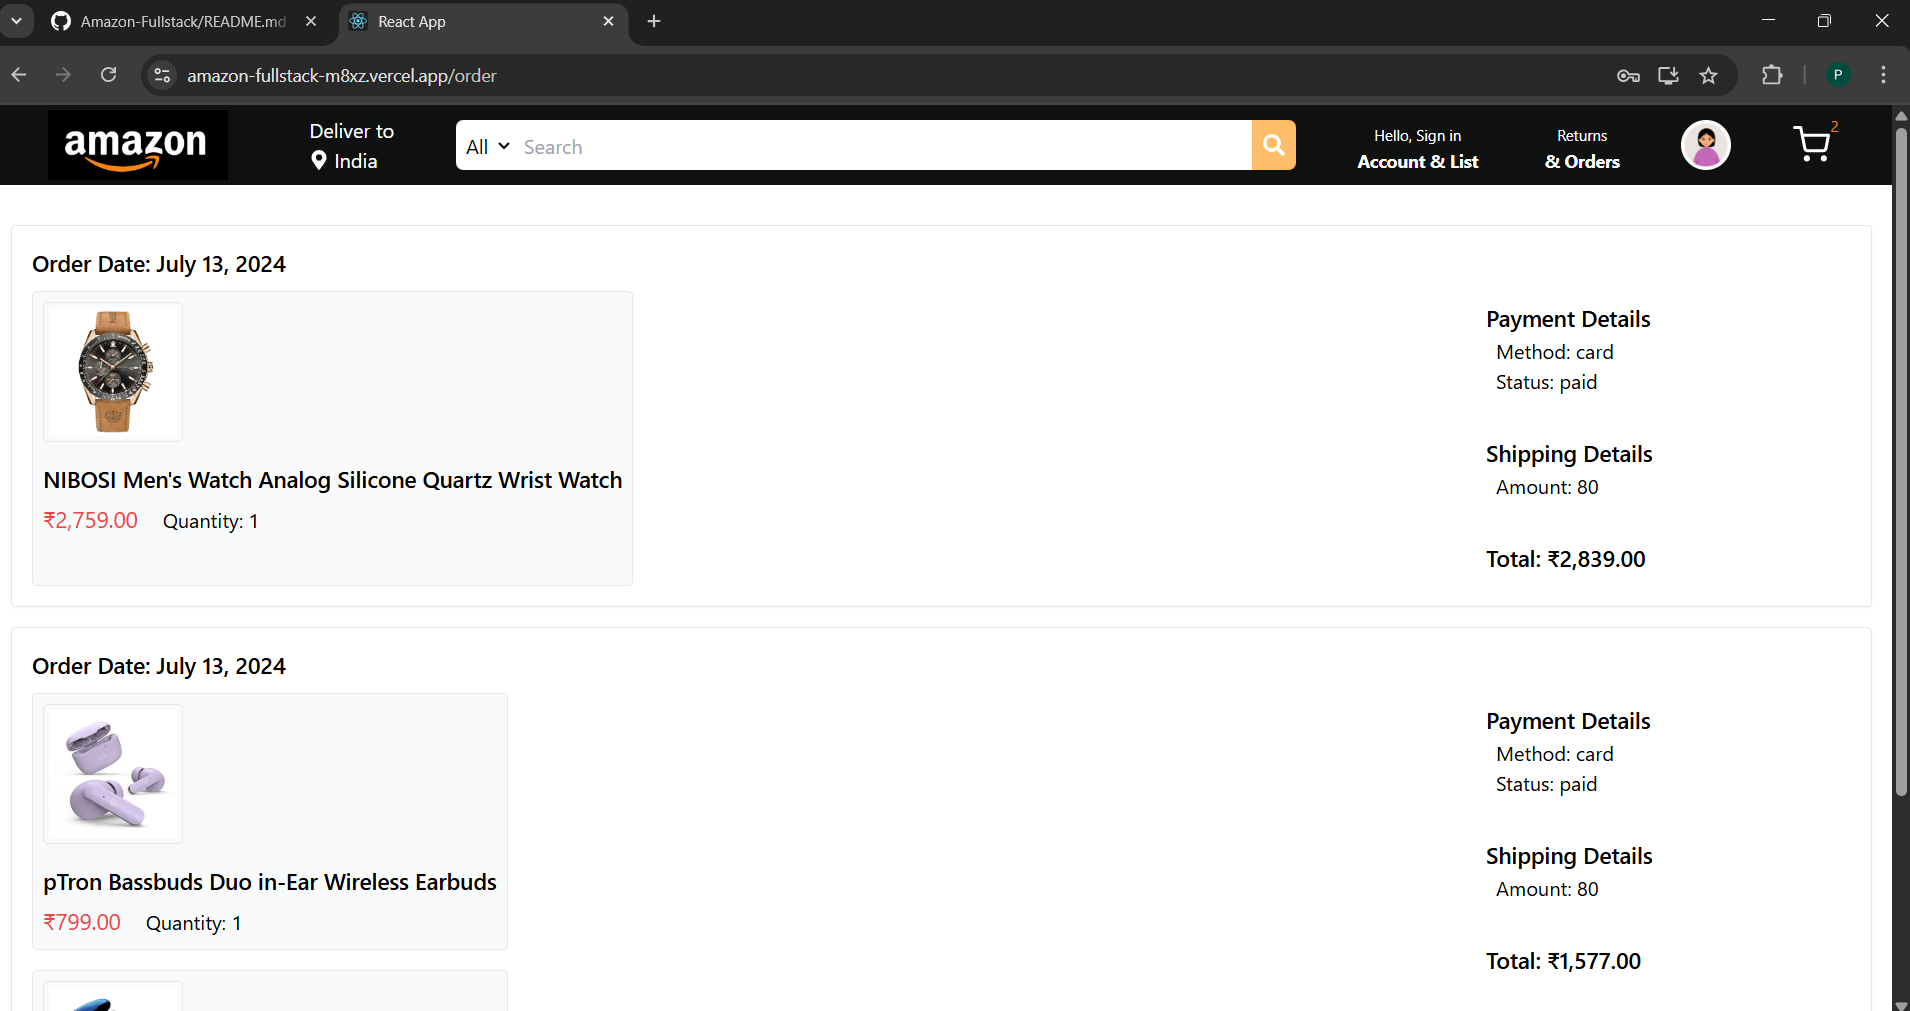 Amazon-Fullstack/README.md
React App
amazon-fullstack-m8xz.vercel.app/order
P
amazon
Deliver to
India
All
Search
Hello, Sign in
Account & List
Returns
& Orders
2
Order Date: July 13, 2024
NIBOSI Men's Watch Analog Silicone Quartz Wrist Watch
₹2,759.00 Quantity: 1
Payment Details
Method: card
Status: paid
Shipping Details
Amount: 80
Total: ₹2,839.00
Order Date: July 13, 2024
pTron Bassbuds Duo in-Ear Wireless Earbuds
₹799.00 Quantity: 1
Payment Details
Method: card
Status: paid
Shipping Details
Amount: 80
Total: ₹1,577.00